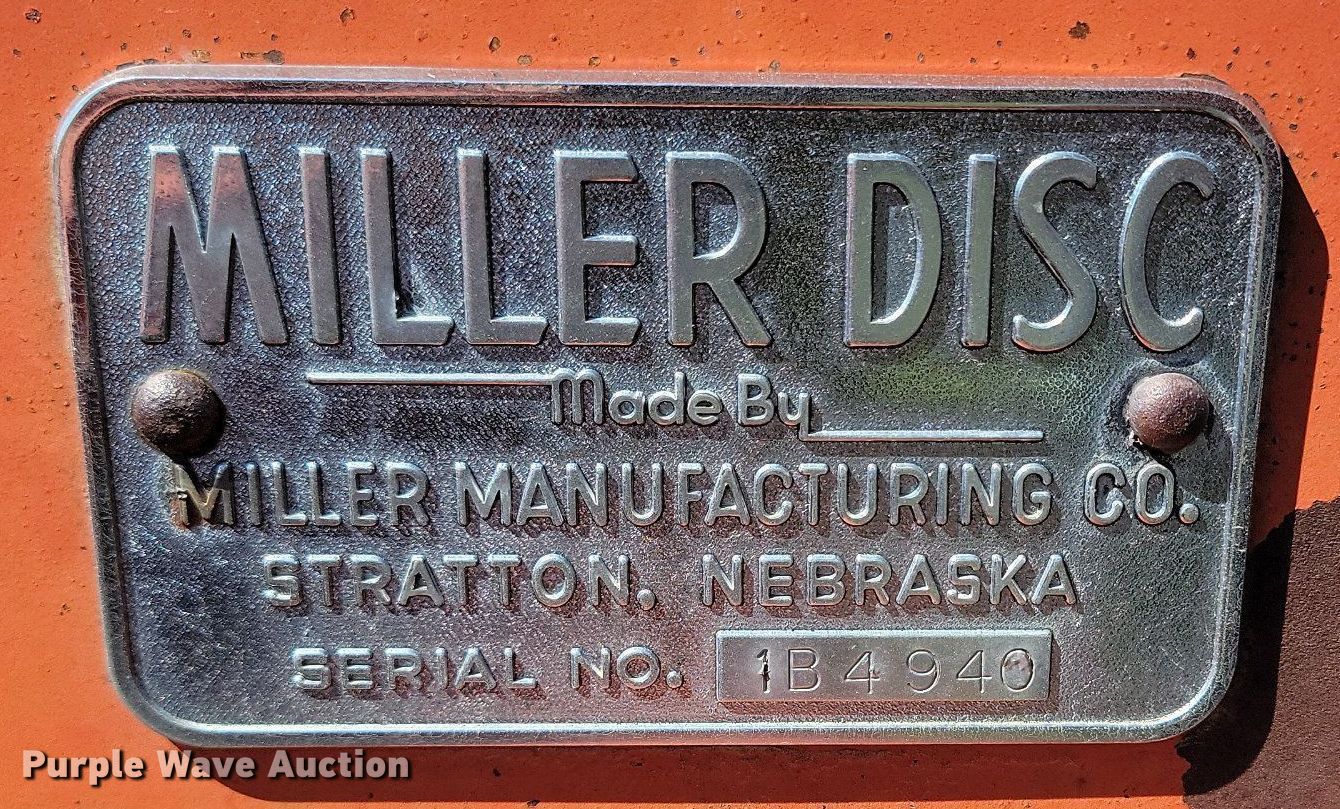 MILLER DISC
Made By
MILLER MANUFACTURING CO.
STRATTON, NEBRASKA
SERIAL NO. 1B4940
Purple Wave Auction